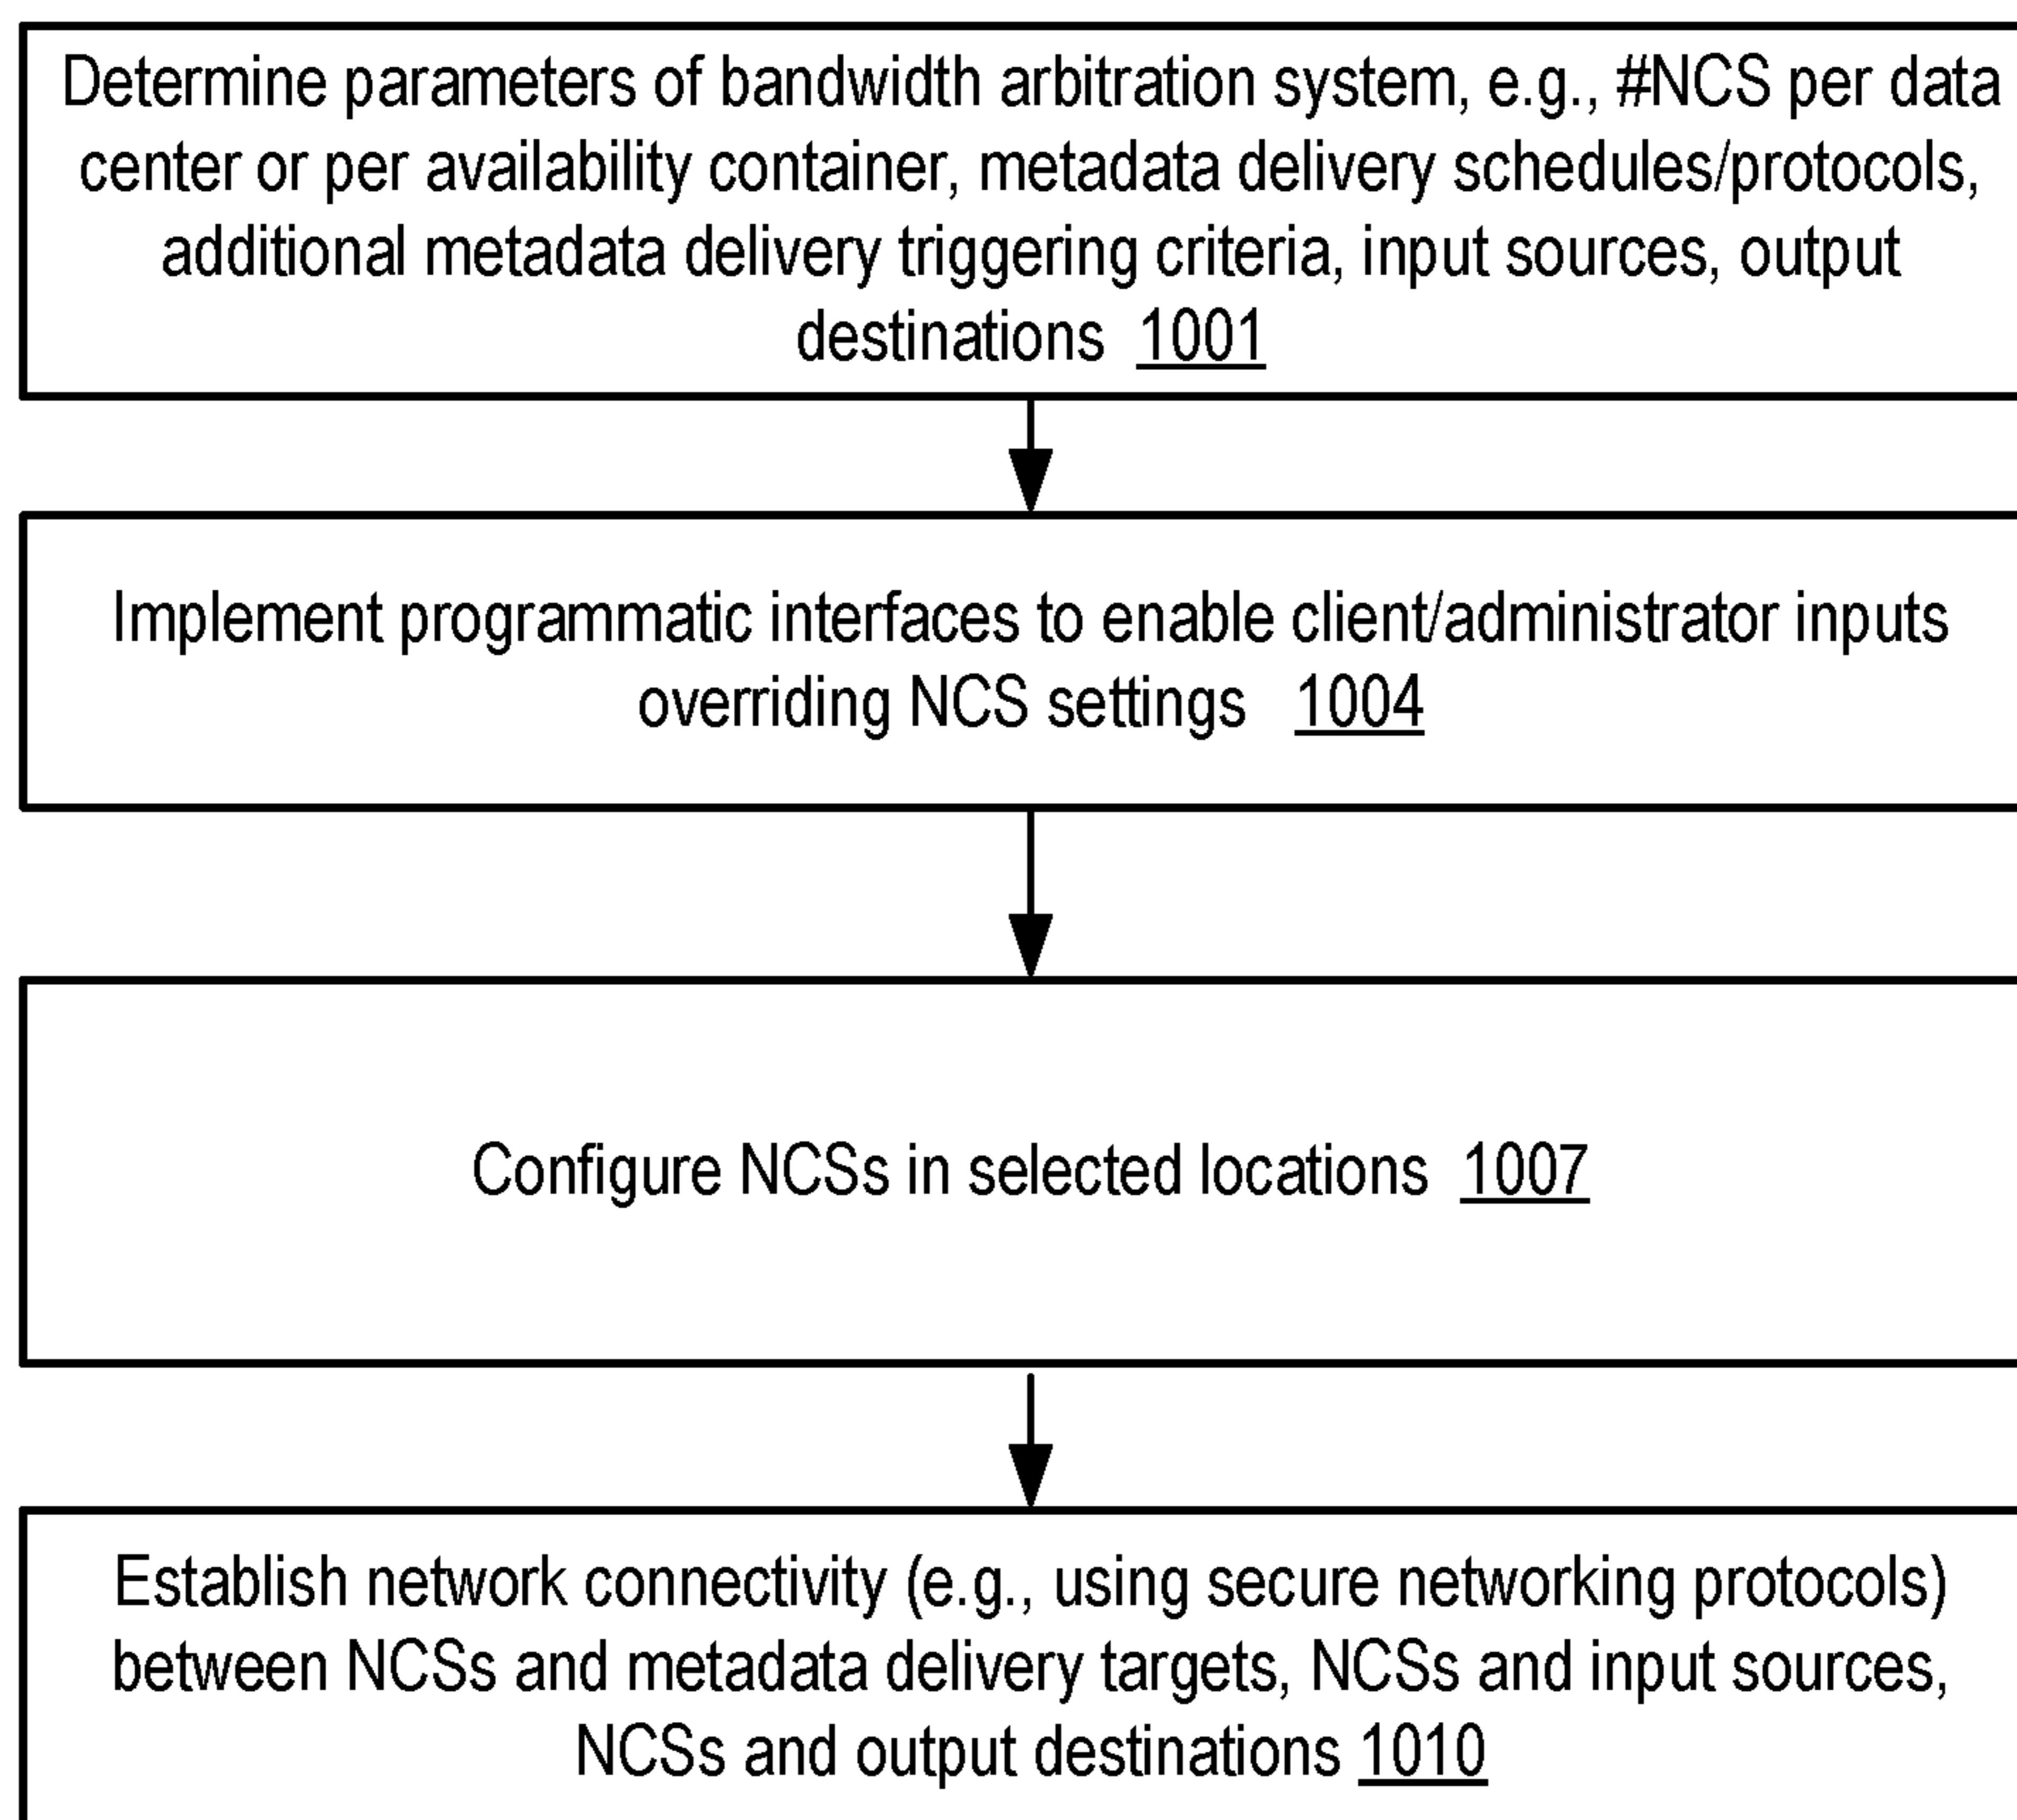 Determine parameters of bandwidth arbitration system, e.g., #NCS per data
center or per availability container, metadata delivery schedules/protocols,
additional metadata delivery triggering criteria, input sources, output
destinations 1001
Implement programmatic interfaces to enable client/administrator inputs
overriding NCS settings 1004
Configure NCSs in selected locations 1007
Establish network connectivity (e.g., using secure networking protocols)
between NCSs and metadata delivery targets, NCSs and input sources,
NCSs and output destinations 1010